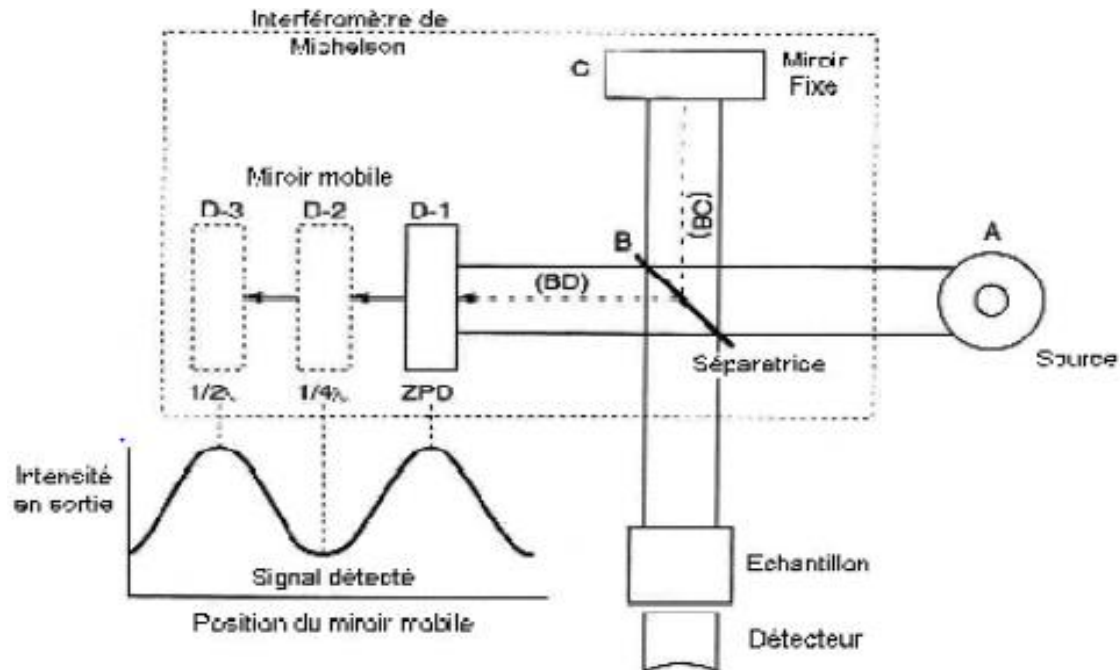 Interféromètre de
Michelson
C
Miroir
Fixe
Miroir mobile
D-3
D-2
D-1
(BC)
B
A
(BD)
Séparatrice
Source
1/2λ
1/4λ
ZPD
Intensité
en sortie
Signal détecté
Position du miroir mobile
Echantillon
Détecteur